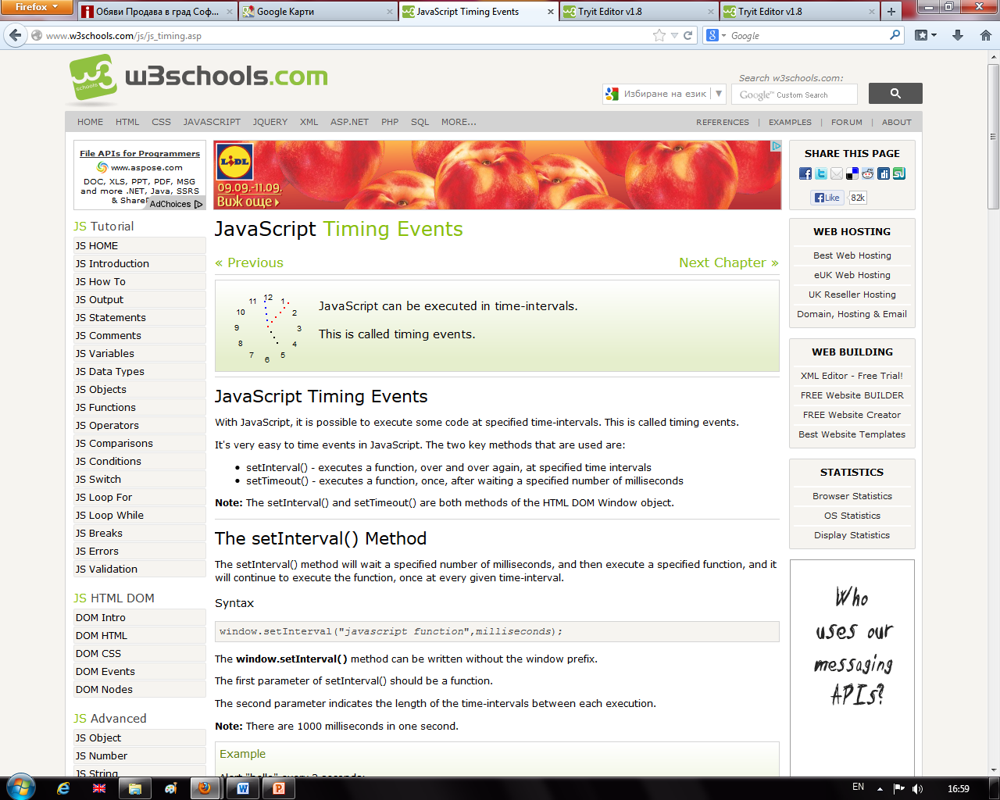 Firefox
Обяви Продава в град Соф...
Google Карти
JavaScript Timing Events
Tryit Editor v1.8
Tryit Editor v1.8
www.w3schools.com/js/js_timing.asp
Google
w3schools.com
schools
Избиране на език
Search w3schools.com:
Google™ Custom Search
HOME HTML CSS JAVASCRIPT JQUERY XML ASP.NET PHP SQL MORE...
REFERENCES | EXAMPLES | FORUM | ABOUT
File APIs for Programmers
www.aspose.com
DOC, XLS, PPT, PDF, MSG
and more .NET, Java, SSRS
AdChoices
LIDL
09.09.-11.09.
Виж още
SHARE THIS PAGE
Like 82k
JS Tutorial
JS HOME
JS Introduction
JS How To
JS Output
JS Statements
JS Comments
JS Variables
JS Data Types
JS Objects
JS Functions
JS Operators
JS Comparisons
JS Conditions
JS Switch
JS Loop For
JS Loop While
JS Breaks
JS Errors
JS Validation
JS HTML DOM
DOM Intro
DOM HTML
DOM CSS
DOM Events
DOM Nodes
JS Advanced
JS Object
JS Number
JS String
JavaScript Timing Events
« Previous
Next Chapter »
12
1
2
3
4
5
6
7
8
9
10
11
JavaScript can be executed in time-intervals.
This is called timing events.
JavaScript Timing Events
With JavaScript, it is possible to execute some code at specified time-intervals. This is called timing events.
It's very easy to time events in JavaScript. The two key methods that are used are:
• setInterval() - executes a function, over and over again, at specified time intervals
• setTimeout() - executes a function, once, after waiting a specified number of milliseconds
Note: The setInterval() and setTimeout() are both methods of the HTML DOM Window object.
The setInterval() Method
The setInterval() method will wait a specified number of milliseconds, and then execute a specified function, and it
will continue to execute the function, once at every given time-interval.
Syntax
window.setInterval("javascript function",milliseconds);
The window.setInterval() method can be written without the window prefix.
The first parameter of setInterval() should be a function.
The second parameter indicates the length of the time-intervals between each execution.
Note: There are 1000 milliseconds in one second.
Example
Alert "hello" every 3 seconds:
WEB HOSTING
Best Web Hosting
eUK Web Hosting
UK Reseller Hosting
Domain, Hosting & Email
WEB BUILDING
XML Editor - Free Trial!
FREE Website BUILDER
FREE Website Creator
Best Website Templates
STATISTICS
Browser Statistics
OS Statistics
Display Statistics
Who
uses our
messaging
APIs?
EN
16:59